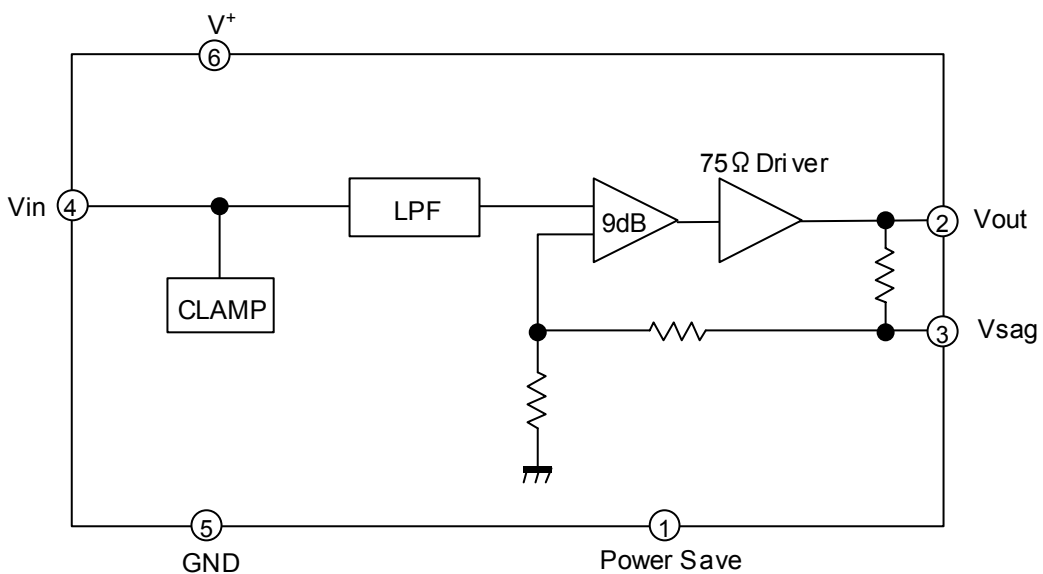 V⁺
6
75Ω Driver
Vin
4
LPF
9dB
2
Vout
CLAMP
3
Vsag
5
1
GND
Power Save